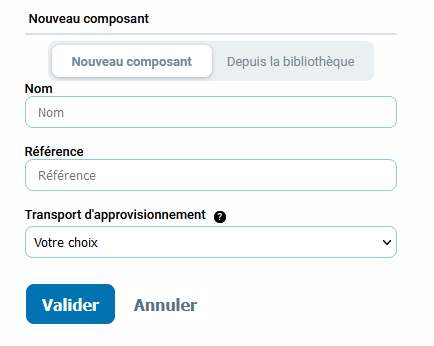 Nouveau composant
Nouveau composant Depuis la bibliothèque
Nom
Nom
Référence
Référence
Transport d'approvisionnement ?
Votre choix
Valider Annuler